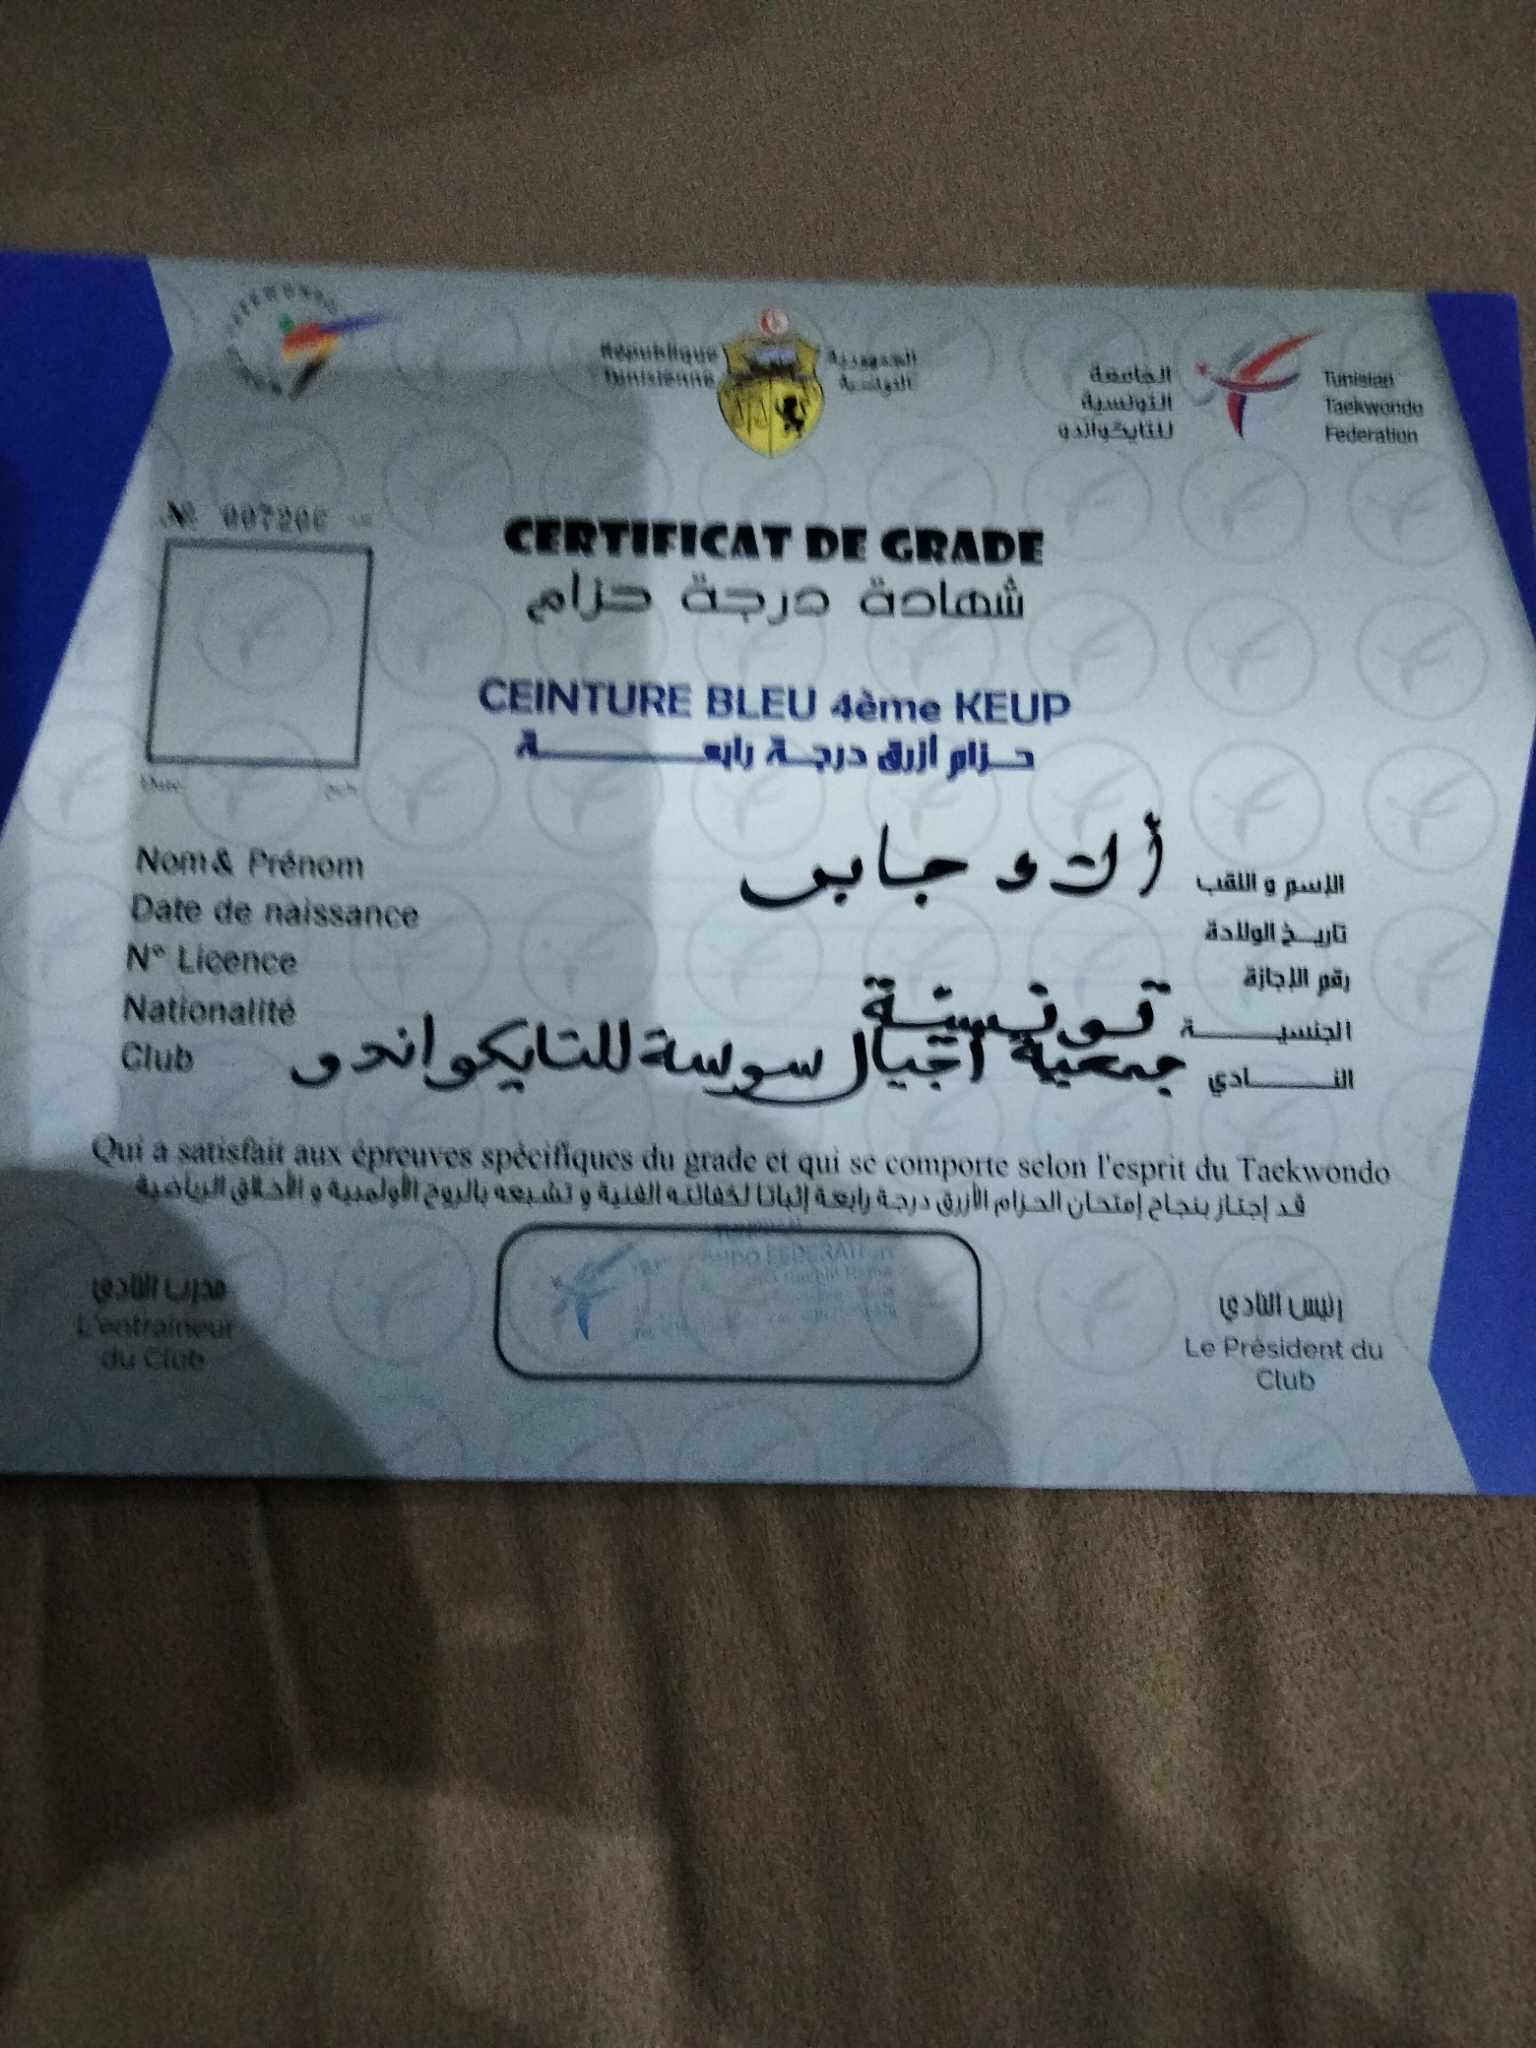 République
Tunisienne
الجمهورية
التونسية
الجامعة
التونسية
للتايكواندو
Tunisian
Taekwondo
Federation
CERTIFICAT DE GRADE
شهادة درجة حزام
CEINTURE BLEU 4ème KEUP
حزام أزرق درجة رابعة
Nom & Prénom
جابر
الإسم و اللقب
Date de naissance
تاريخ الولادة
N° Licence
رقم الإجازة
Nationalité
تونسية
الجنسية
Club
جمعية أجيال سوسة للتايكواندو
النادي
Qui a satisfait aux épreuves spécifiques du grade et qui se comporte selon l'esprit du Taekwondo
قد إجتاز بنجاح إمتحان الحزام الأزرق درجة رابعة إثباتا لكفائته الفنية و تشبعه بالروح الأولمبية و الأخلاق الرياضية
FEDERATION
مدرب النادي
L'entraineur
du Club
رئيس النادي
Le Président du
Club